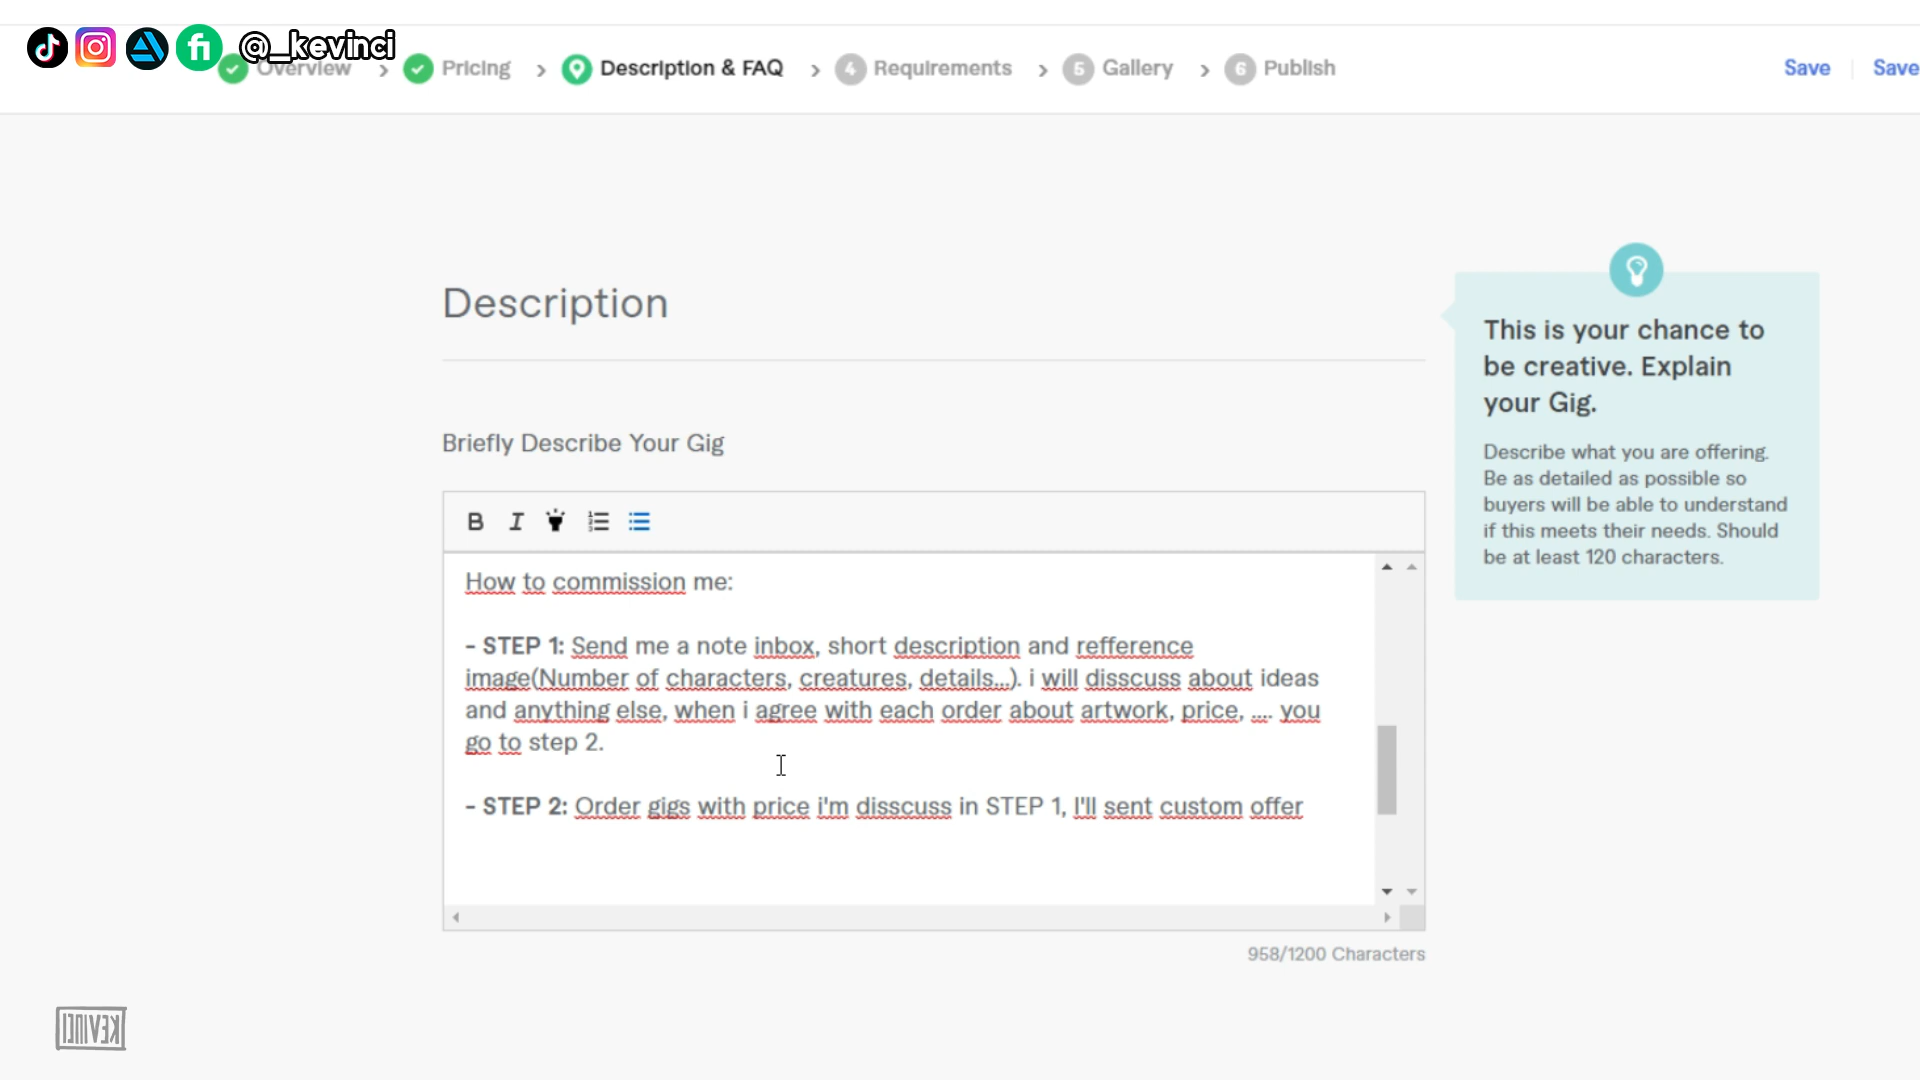 @_kevinci
Overview > Pricing > Description & FAQ > 4 Requirements > 5 Gallery > 6 Publish
Save | Save
Description
Briefly Describe Your Gig
B I
How to commission me:
- STEP 1: Send me a note inbox, short description and refference
image(Number of characters, creatures, details...). i will disscuss about ideas
and anything else, when i agree with each order about artwork, price, .... you
go to step 2.
- STEP 2: Order gigs with price i'm disscuss in STEP 1, I'll sent custom offer
958/1200 Characters
This is your chance to
be creative. Explain
your Gig.
Describe what you are offering.
Be as detailed as possible so
buyers will be able to understand
if this meets their needs. Should
be at least 120 characters.
KEVINCI